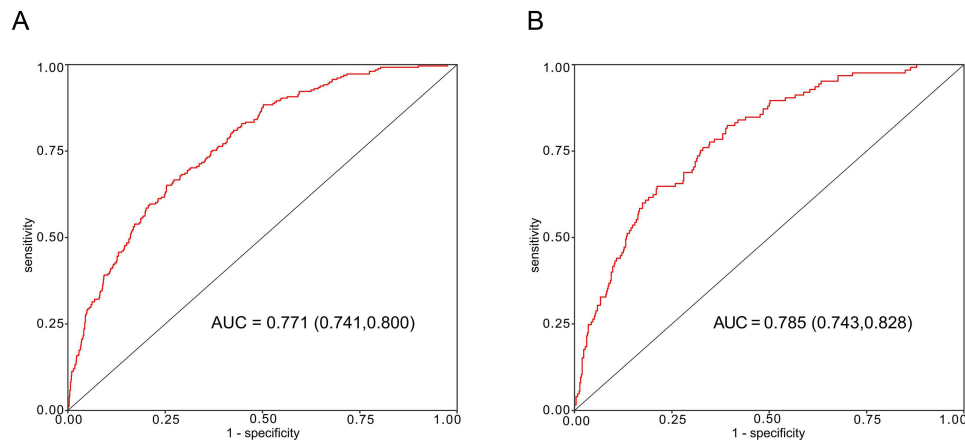 A
1.00
0.75
0.50
0.25
0.00
sensitivity
AUC = 0.771 (0.741,0.800)
0.00 0.25 0.50 0.75 1.00
1 - specificity
B
1.00
0.75
0.50
0.25
0.00
sensitivity
AUC = 0.785 (0.743,0.828)
0.00 0.25 0.50 0.75 1.00
1 - specificity